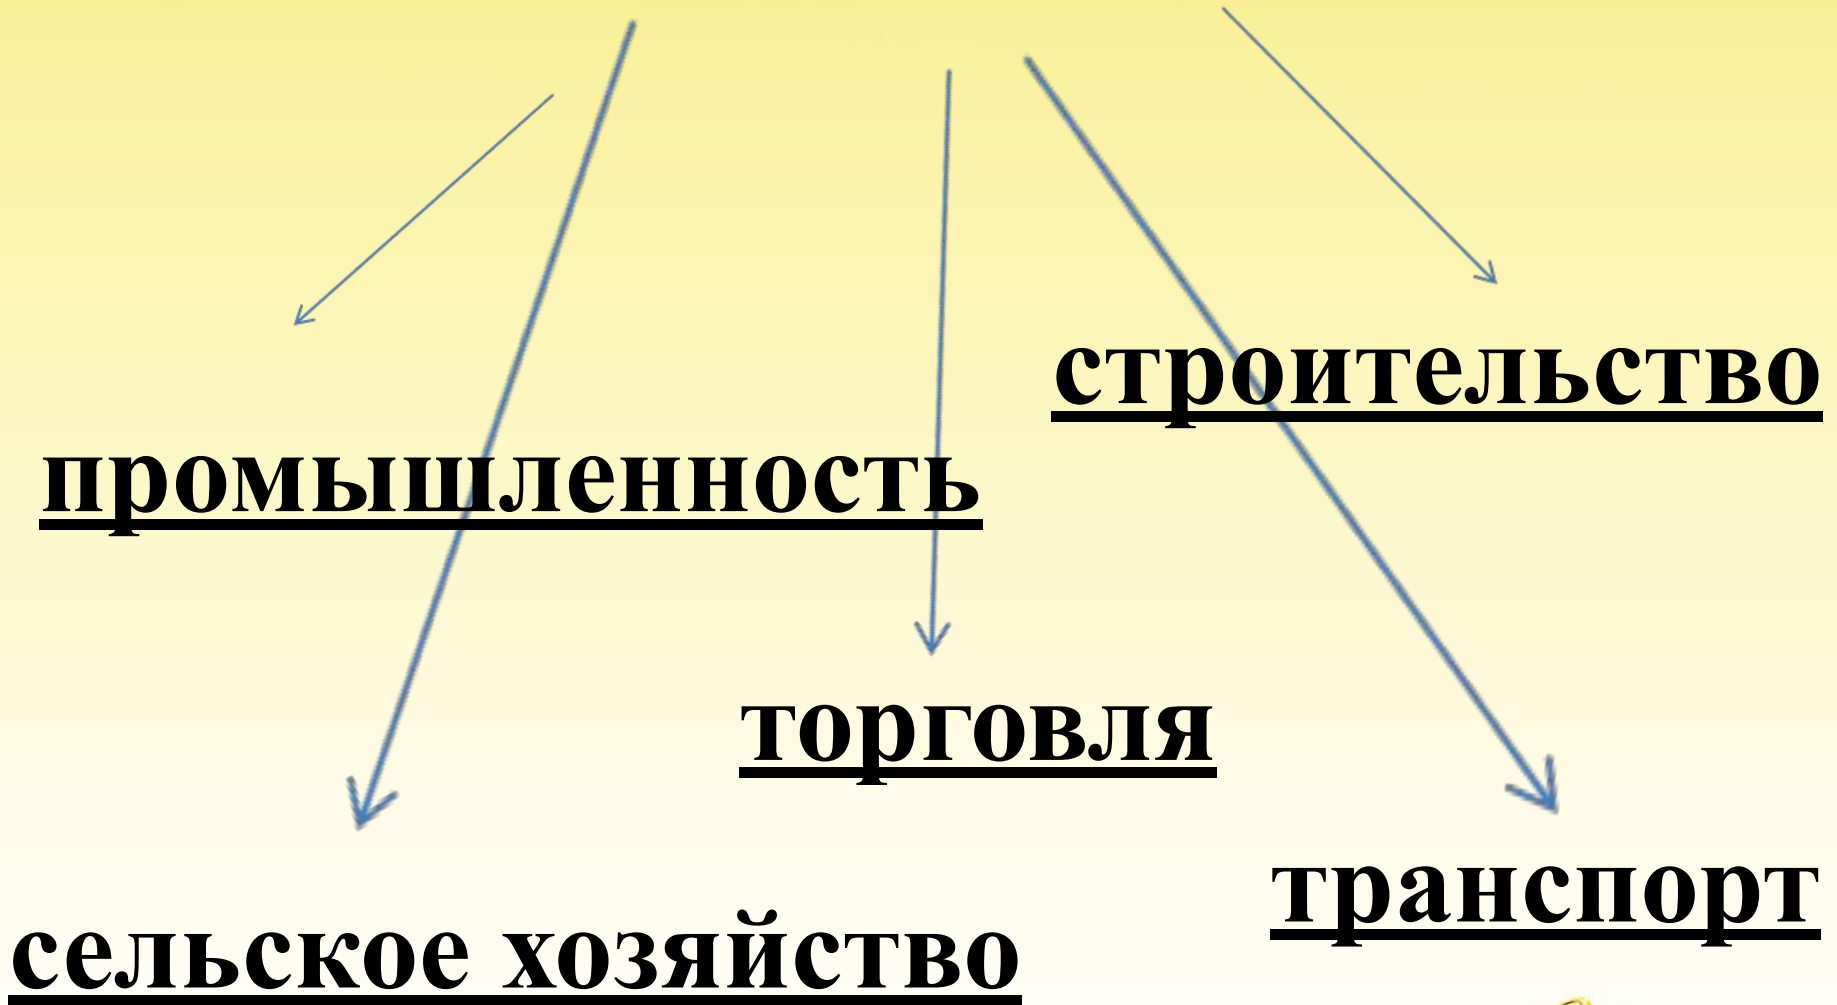 строительство
промышленность
торговля
транспорт
сельское хозяйство